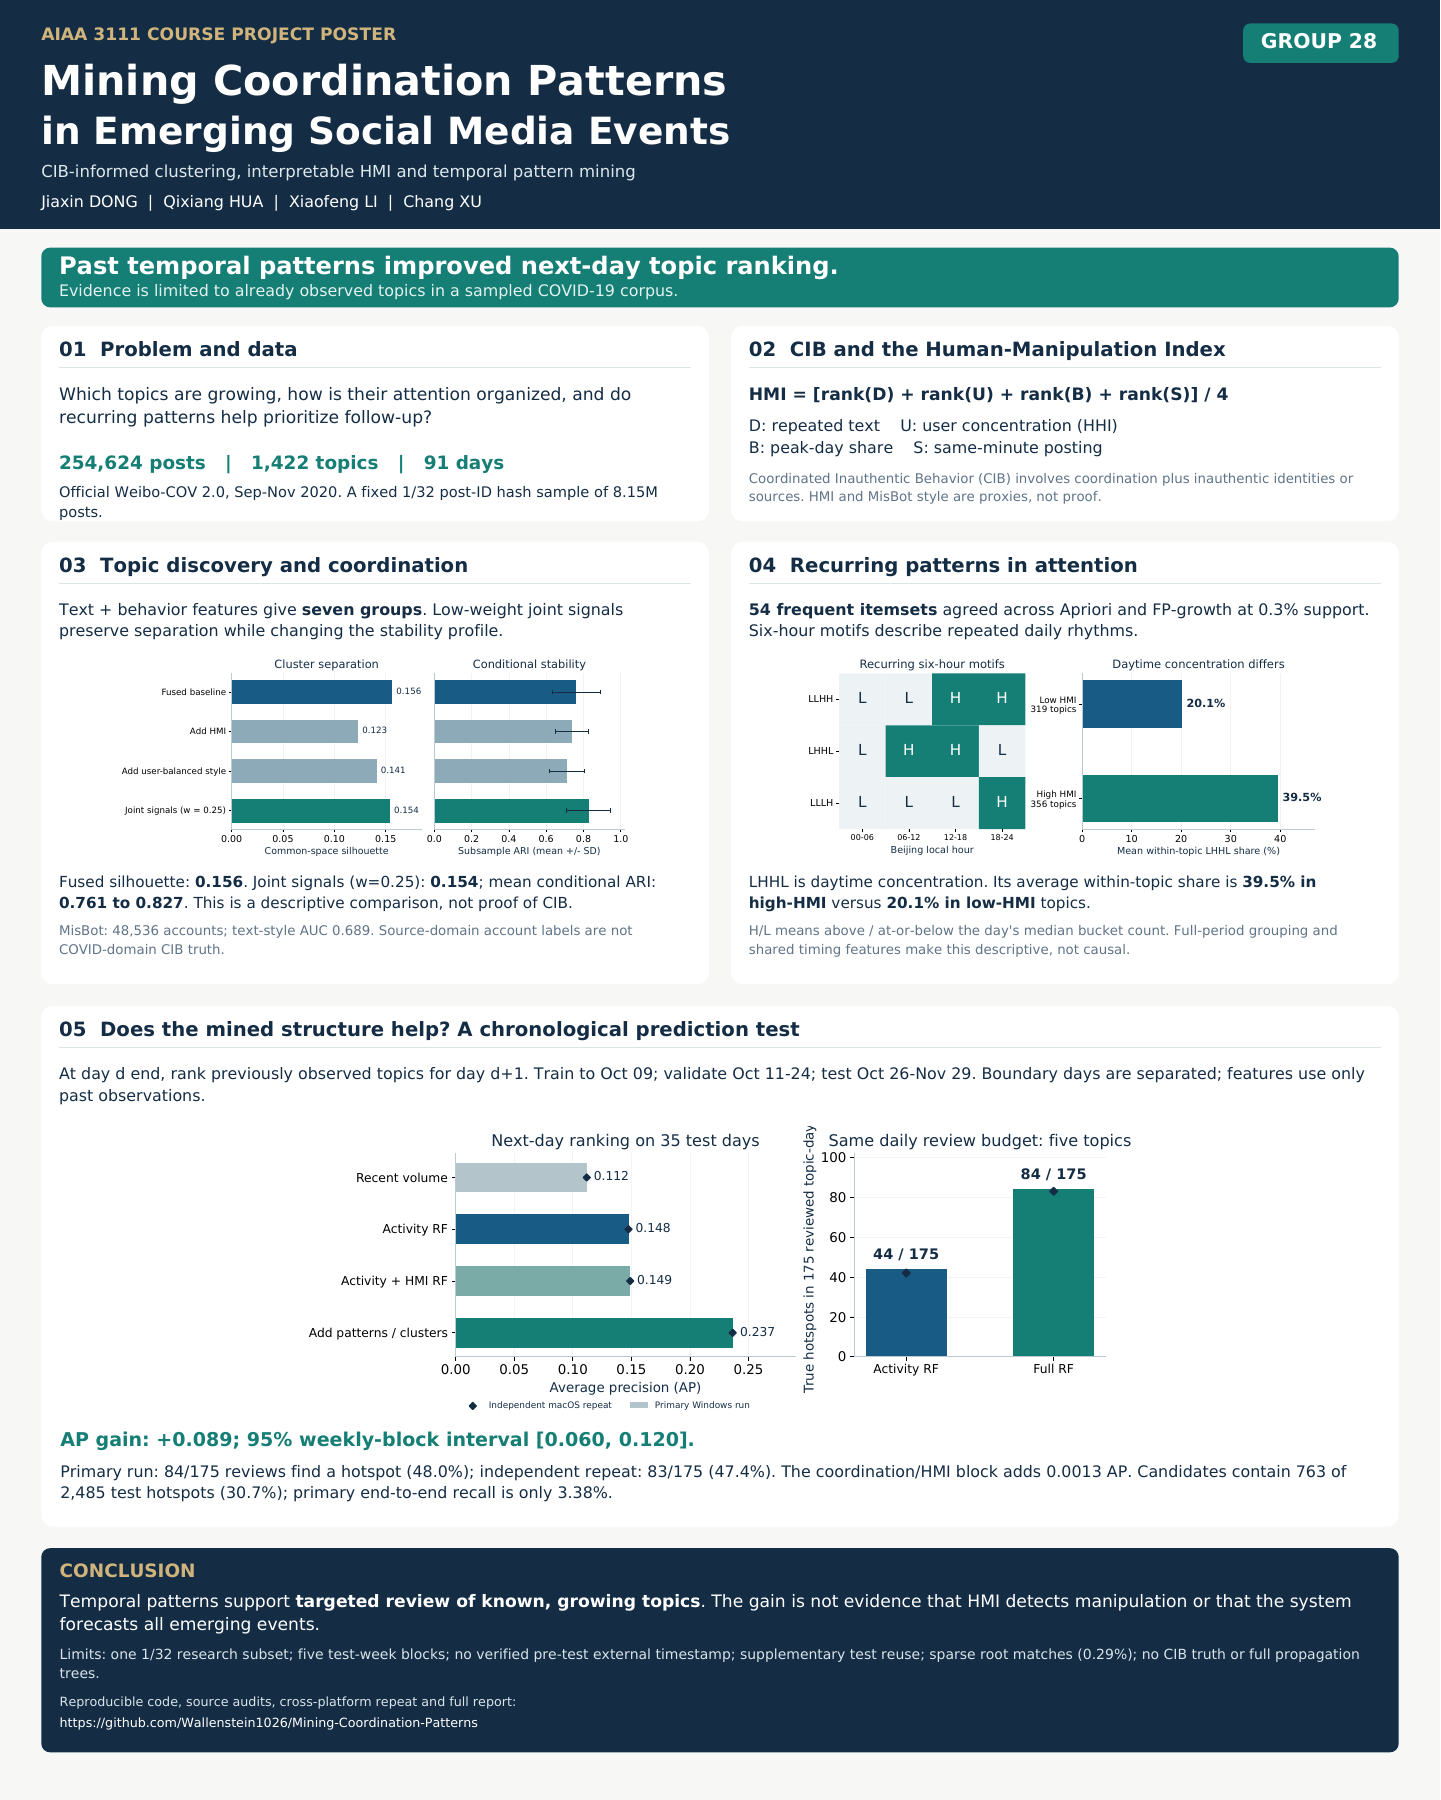 AIAA 3111 COURSE PROJECT POSTER
GROUP 28
Mining Coordination Patterns
in Emerging Social Media Events
CIB-informed clustering, interpretable HMI and temporal pattern mining
Jiaxin DONG | Qixiang HUA | Xiaofeng LI | Chang XU
Past temporal patterns improved next-day topic ranking.
Evidence is limited to already observed topics in a sampled COVID-19 corpus.
01 Problem and data
Which topics are growing, how is their attention organized, and do
recurring patterns help prioritize follow-up?
254,624 posts | 1,422 topics | 91 days
Official Weibo-COV 2.0, Sep-Nov 2020. A fixed 1/32 post-ID hash sample of 8.15M
posts.
02 CIB and the Human-Manipulation Index
HMI = [rank(D) + rank(U) + rank(B) + rank(S)] / 4
D: repeated text U: user concentration (HHI)
B: peak-day share S: same-minute posting
Coordinated Inauthentic Behavior (CIB) involves coordination plus inauthentic identities or
sources. HMI and MisBot style are proxies, not proof.
03 Topic discovery and coordination
Text + behavior features give seven groups. Low-weight joint signals
preserve separation while changing the stability profile.
Cluster separation
Conditional stability
Fused baseline
0.156
Add HMI
0.123
Add user-balanced style
0.141
Joint signals (w = 0.25)
0.154
0.00 0.05 0.10 0.15
0.0 0.2 0.4 0.6 0.8 1.0
Common-space silhouette
Subsample ARI (mean +/- SD)
Fused silhouette: 0.156. Joint signals (w=0.25): 0.154; mean conditional ARI:
0.761 to 0.827. This is a descriptive comparison, not proof of CIB.
MisBot: 48,536 accounts; text-style AUC 0.689. Source-domain account labels are not
COVID-domain CIB truth.
04 Recurring patterns in attention
54 frequent itemsets agreed across Apriori and FP-growth at 0.3% support.
Six-hour motifs describe repeated daily rhythms.
Recurring six-hour motifs
LLHH L L H H
LHHL L H H L
LLLH L L L H
00-06 06-12 12-18 18-24
Beijing local hour
Daytime concentration differs
Low HMI
319 topics
20.1%
High HMI
356 topics
39.5%
0 10 20 30 40
Mean within-topic LHHL share (%)
LHHL is daytime concentration. Its average within-topic share is 39.5% in
high-HMI versus 20.1% in low-HMI topics.
H/L means above / at-or-below the day's median bucket count. Full-period grouping and
shared timing features make this descriptive, not causal.
05 Does the mined structure help? A chronological prediction test
At day d end, rank previously observed topics for day d+1. Train to Oct 09; validate Oct 11-24; test Oct 26-Nov 29. Boundary days are separated; features use only
past observations.
Next-day ranking on 35 test days
Recent volume
0.112
Activity RF
0.148
Activity + HMI RF
0.149
Add patterns / clusters
0.237
0.00 0.05 0.10 0.15 0.20 0.25
Average precision (AP)
Independent macOS repeat
Primary Windows run
Same daily review budget: five topics
True hotspots in 175 reviewed topic-day
100
80
60
40
20
0
44 / 175
84 / 175
Activity RF
Full RF
AP gain: +0.089; 95% weekly-block interval [0.060, 0.120].
Primary run: 84/175 reviews find a hotspot (48.0%); independent repeat: 83/175 (47.4%). The coordination/HMI block adds 0.0013 AP. Candidates contain 763 of
2,485 test hotspots (30.7%); primary end-to-end recall is only 3.38%.
CONCLUSION
Temporal patterns support targeted review of known, growing topics. The gain is not evidence that HMI detects manipulation or that the system
forecasts all emerging events.
Limits: one 1/32 research subset; five test-week blocks; no verified pre-test external timestamp; supplementary test reuse; sparse root matches (0.29%); no CIB truth or full propagation
trees.
Reproducible code, source audits, cross-platform repeat and full report:
https://github.com/Wallenstein1026/Mining-Coordination-Patterns